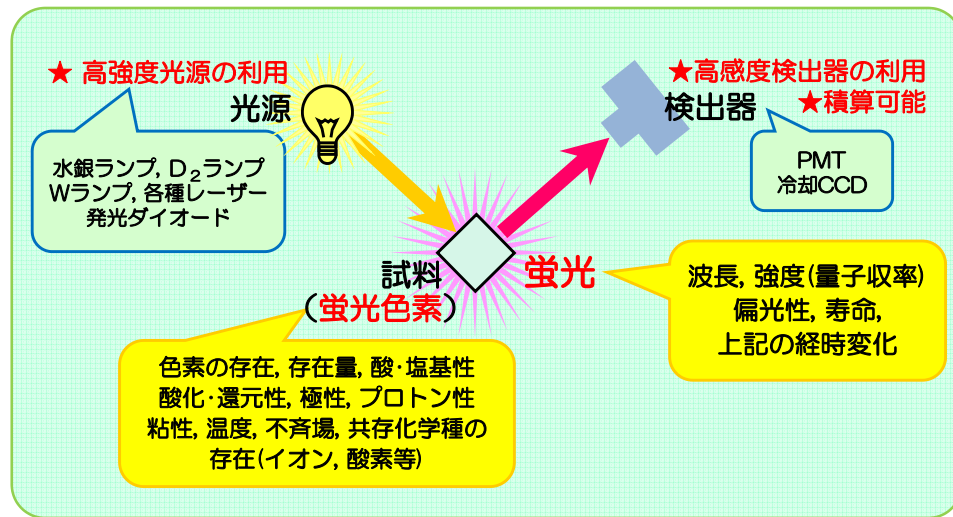 ★ 高強度光源の利用
光源
水銀ランプ, D₂ランプ
Wランプ, 各種レーザー
発光ダイオード
★高感度検出器の利用
★積算可能
検出器
PMT
冷却CCD
試料
(蛍光色素)
蛍光
波長, 強度(量子収率)
偏光性, 寿命,
上記の経時変化
色素の存在, 存在量, 酸・塩基性
酸化・還元性, 極性, プロトン性
粘性, 温度, 不斉場, 共存化学種の
存在(イオン, 酸素等)